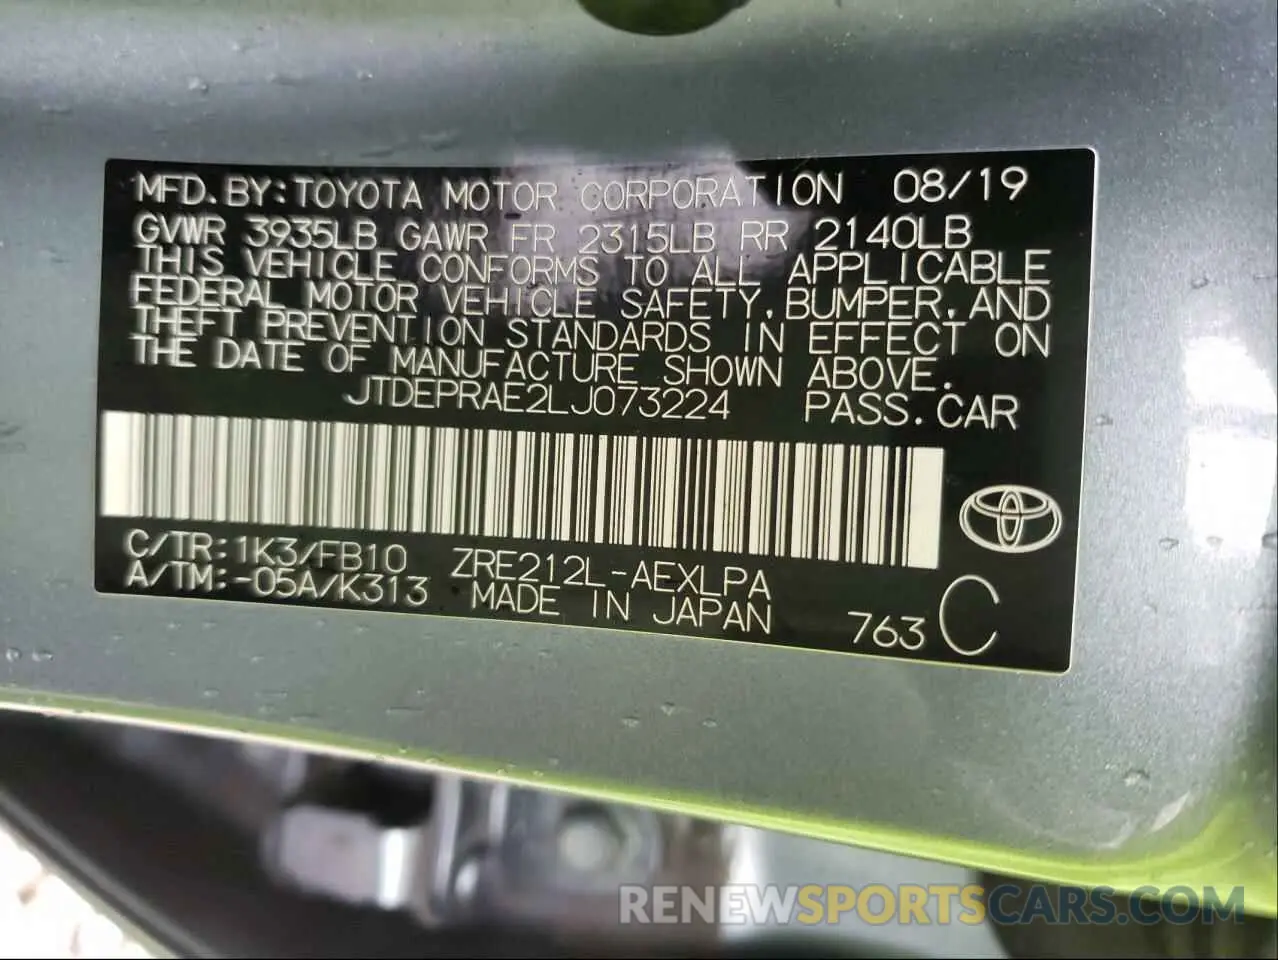 MFD. BY: TOYOTA MOTOR CORPORATION 08/19
GVWR 3935LB GAWR FR 2315LB RR 2140LB
THIS VEHICLE CONFORMS TO ALL APPLICABLE
FEDERAL MOTOR VEHICLE SAFETY, BUMPER, AND
THEFT PREVENTION STANDARDS IN EFFECT ON
THE DATE OF MANUFACTURE SHOWN ABOVE.
JTDEPRAE2LJ073224 PASS. CAR
C/TR: 1K3/FB10 ZRE212L-AEXLPA
A/TM: -05A/K313 MADE IN JAPAN 763 C
RENEWSPORTSCARS.COM